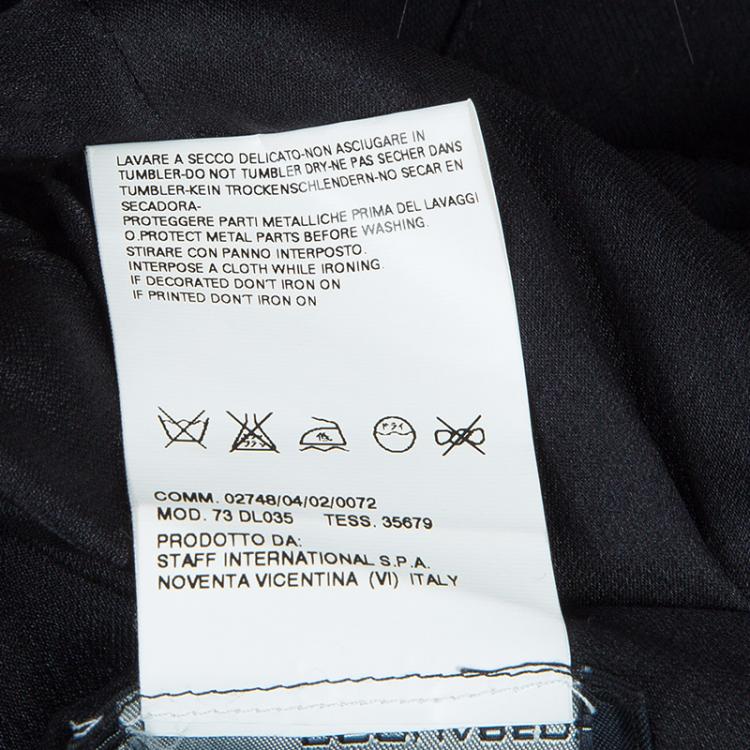 LAVARE A SECCO DELICATO-NON ASCIUGARE IN
TUMBLER-DO NOT TUMBLER DRY-NE PAS SECHER DANS
TUMBLER-KEIN TROCKENSCHLENDERN-NO SECAR EN
SECADORA-
PROTEGGERE PARTI METALLICHE PRIMA DEL LAVAGGI
O.PROTECT METAL PARTS BEFORE WASHING.
STIRARE CON PANNO INTERPOSTO.
INTERPOSE A CLOTH WHILE IRONING.
IF DECORATED DON'T IRON ON
IF PRINTED DON'T IRON ON
ドライ
COMM. 02748/04/02/0072
MOD. 73 DL035 TESS. 35679
PRODOTTO DA:
STAFF INTERNATIONAL S.P.A.
NOVENTA VICENTINA (VI) ITALY